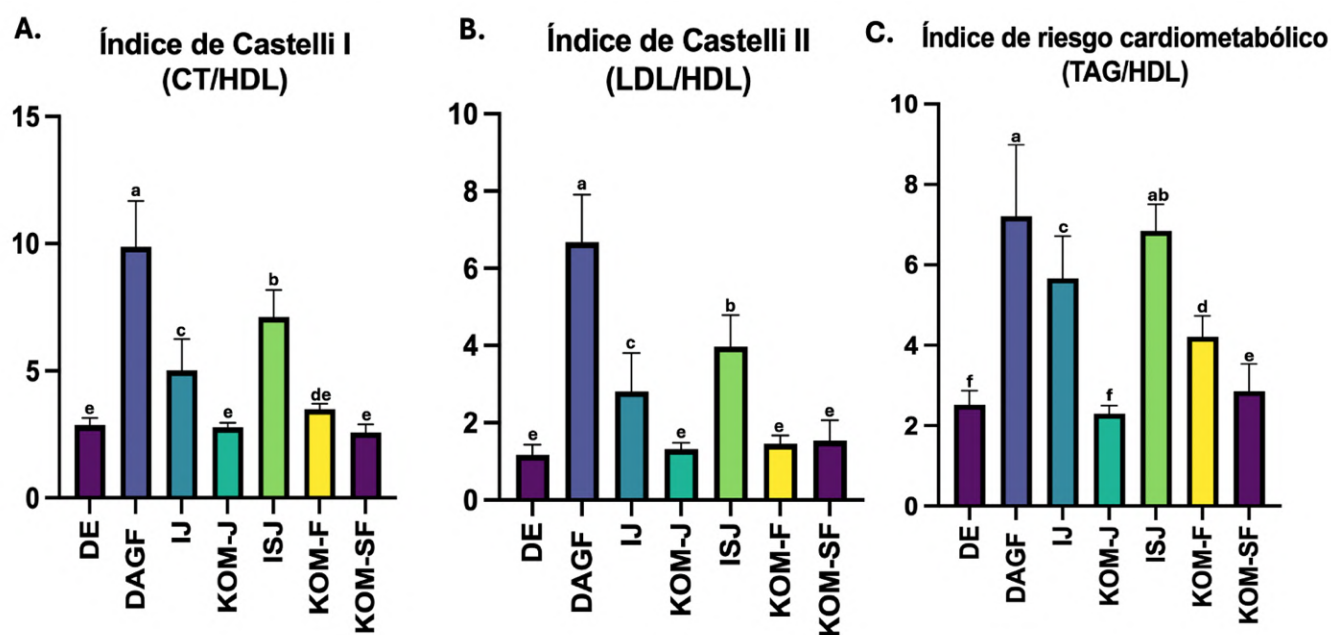 A.
Índice de Castelli I
(CT/HDL)
15
10
5
0
e
a
c
e
b
de
e
DE
DAGF
IJ
KOM-J
ISJ
KOM-F
KOM-SF
B.
Índice de Castelli II
(LDL/HDL)
10
8
6
4
2
0
e
a
c
e
b
e
e
DE
DAGF
IJ
KOM-J
ISJ
KOM-F
KOM-SF
C.
Índice de riesgo cardiometabólico
(TAG/HDL)
10
8
6
4
2
0
f
a
c
f
ab
d
e
DE
DAGF
IJ
KOM-J
ISJ
KOM-F
KOM-SF